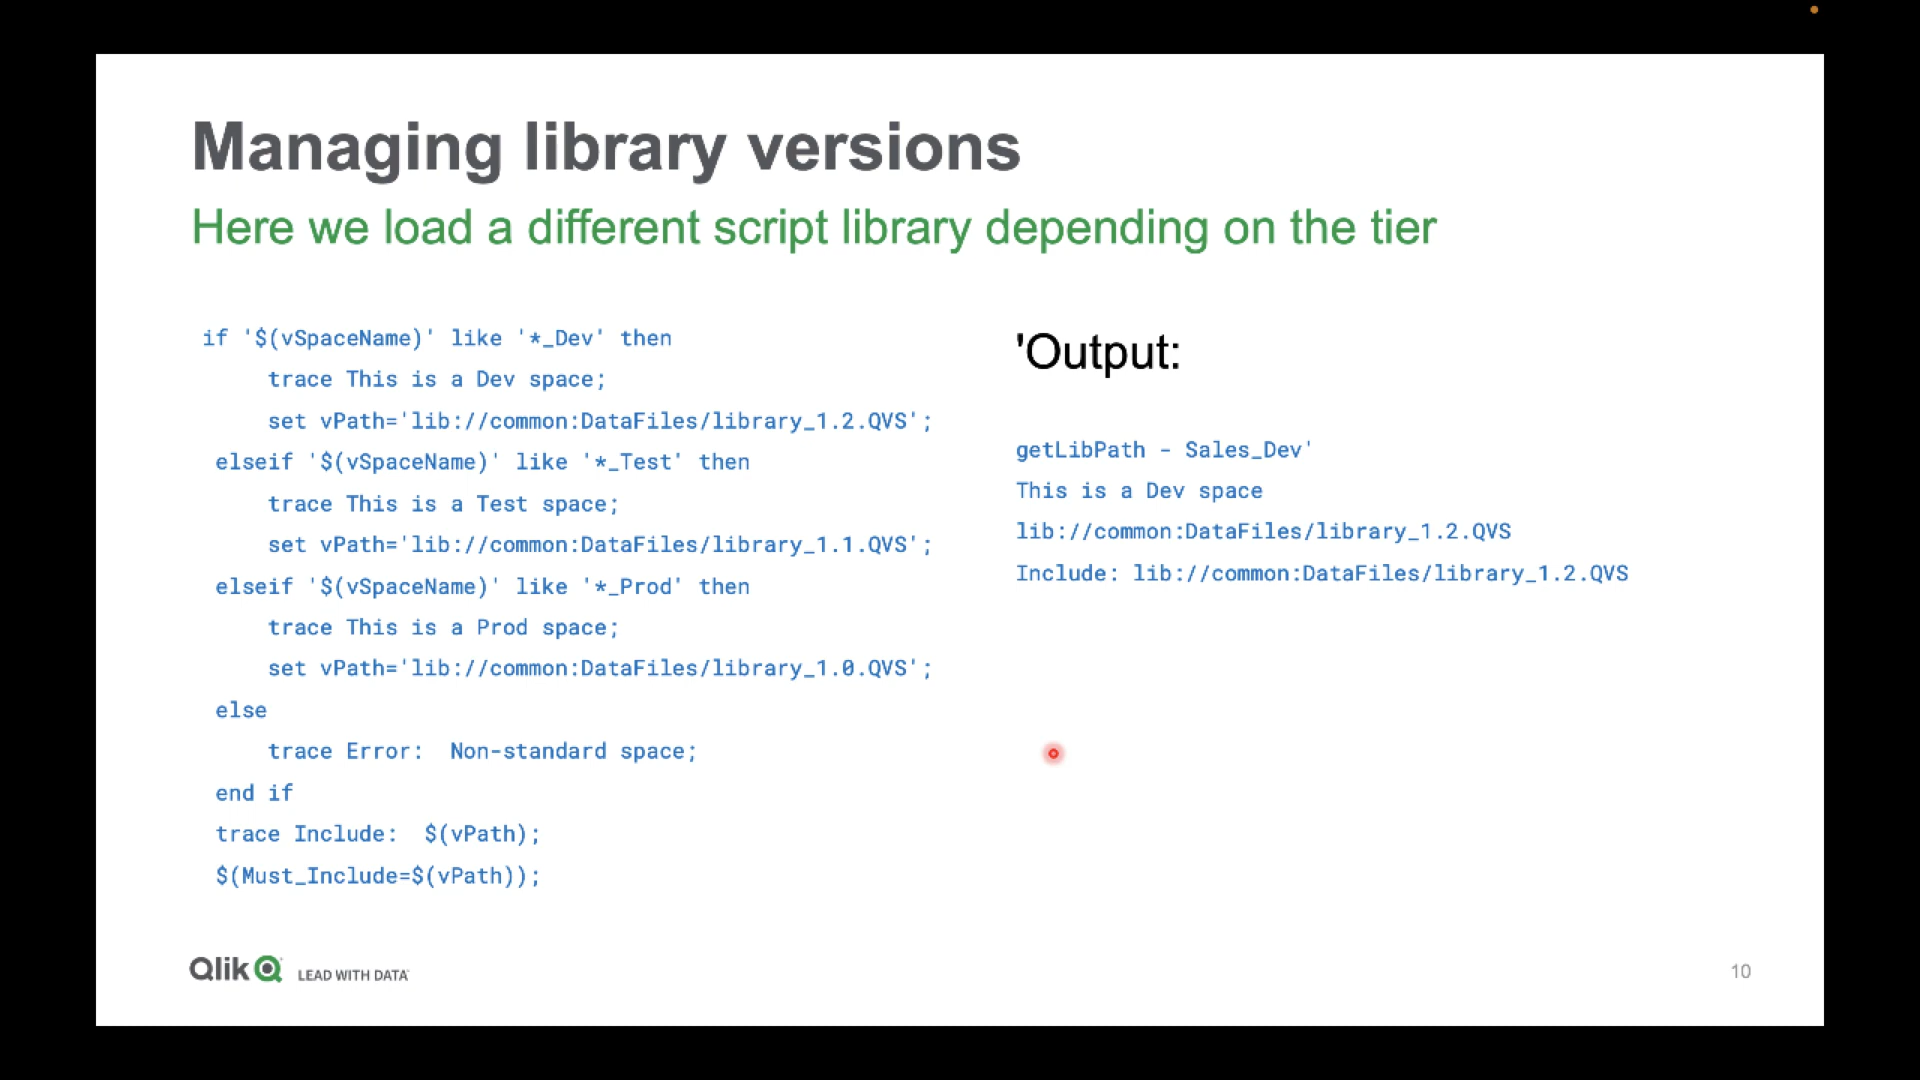 Managing library versions
Here we load a different script library depending on the tier
if '$(vSpaceName)' like '*_Dev' then
trace This is a Dev space;
set vPath='lib://common:DataFiles/library_1.2.QVS';
elseif '$(vSpaceName)' like '*_Test' then
trace This is a Test space;
set vPath='lib://common:DataFiles/library_1.1.QVS';
elseif '$(vSpaceName)' like '*_Prod' then
trace This is a Prod space;
set vPath='lib://common:DataFiles/library_1.0.QVS';
else
trace Error:  Non-standard space;
end if
trace Include:  $(vPath);
$(Must_Include=$(vPath));
'Output:
getLibPath - Sales_Dev'
This is a Dev space
lib://common:DataFiles/library_1.2.QVS
Include: lib://common:DataFiles/library_1.2.QVS
Qlik LEAD WITH DATA
10